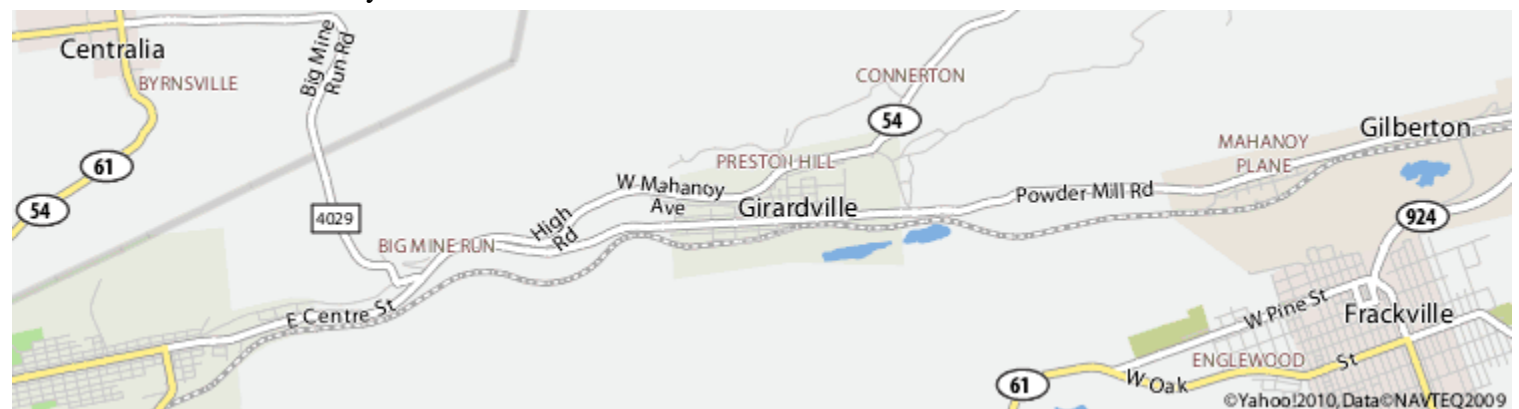 Centralia
BYRNSVILLE
Big Mine
Run Rd
CONNERTON
54
61
54
4029
PRESTON HILL
MAHANOY
PLANE
Gilberton
W Mahanoy
Ave
Girardville
Powder Mill Rd
High
Rd
BIG MINE RUN
924
E Centre St
W Pine St
Frackville
ENGLEWOOD
61
W Oak
St
©Yahoo!2010,Data©NAVTEQ2009